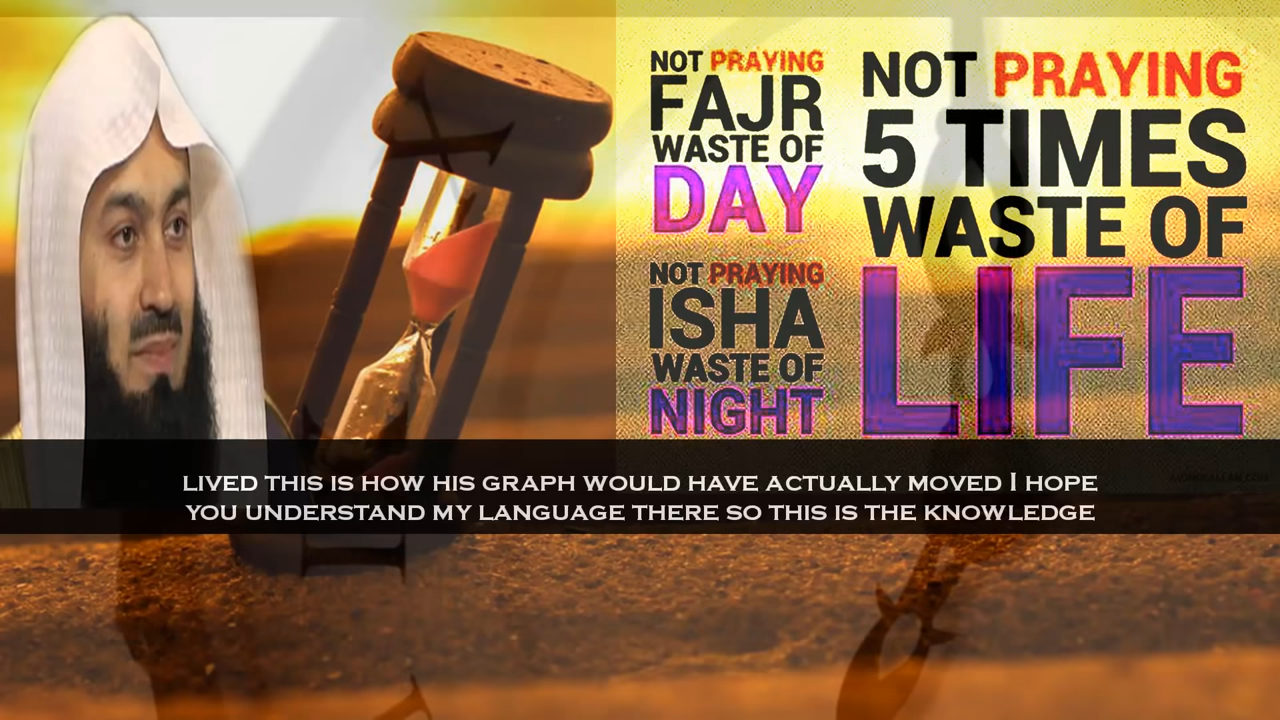 NOT PRAYING
FAJR
WASTE OF
DAY
NOT PRAYING
ISHA
WASTE OF
NIGHT
NOT PRAYING
5 TIMES
WASTE OF
LIFE
LIVED THIS IS HOW HIS GRAPH WOULD HAVE ACTUALLY MOVED I HOPE
YOU UNDERSTAND MY LANGUAGE THERE SO THIS IS THE KNOWLEDGE